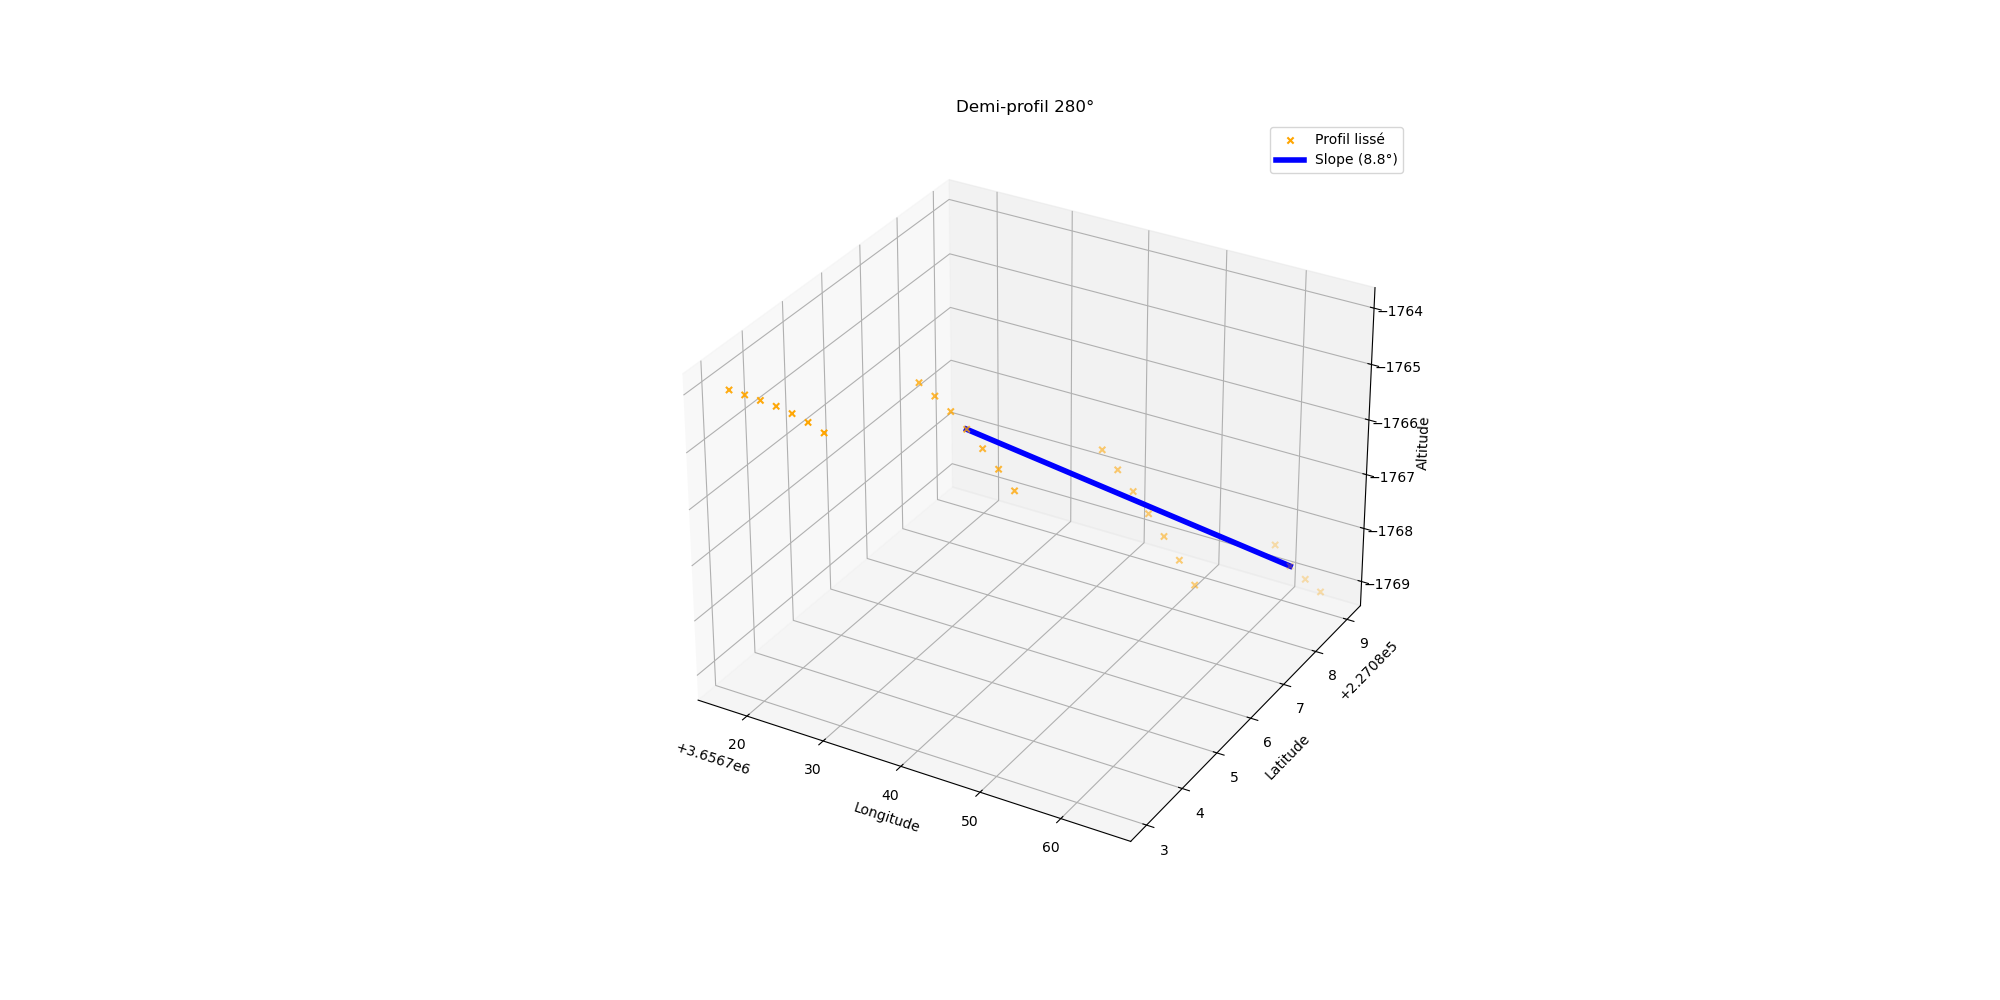 Demi-profil 280°
Profil lissé
Slope (8.8°)
−1764
−1765
−1766
−1767
−1768
−1769
Altitude
9
8
7
6
5
4
3
+2.2708e5
Latitude
20
30
40
50
60
+3.6567e6
Longitude